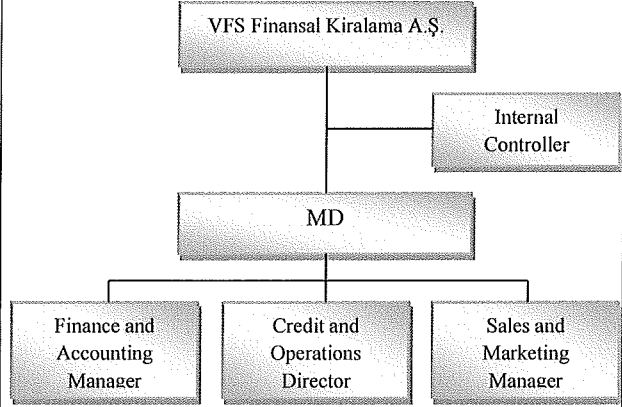 VFS Finansal Kiralama A.Ş.
Internal
Controller
MD
Finance and
Accounting
Manager
Credit and
Operations
Director
Sales and
Marketing
Manager